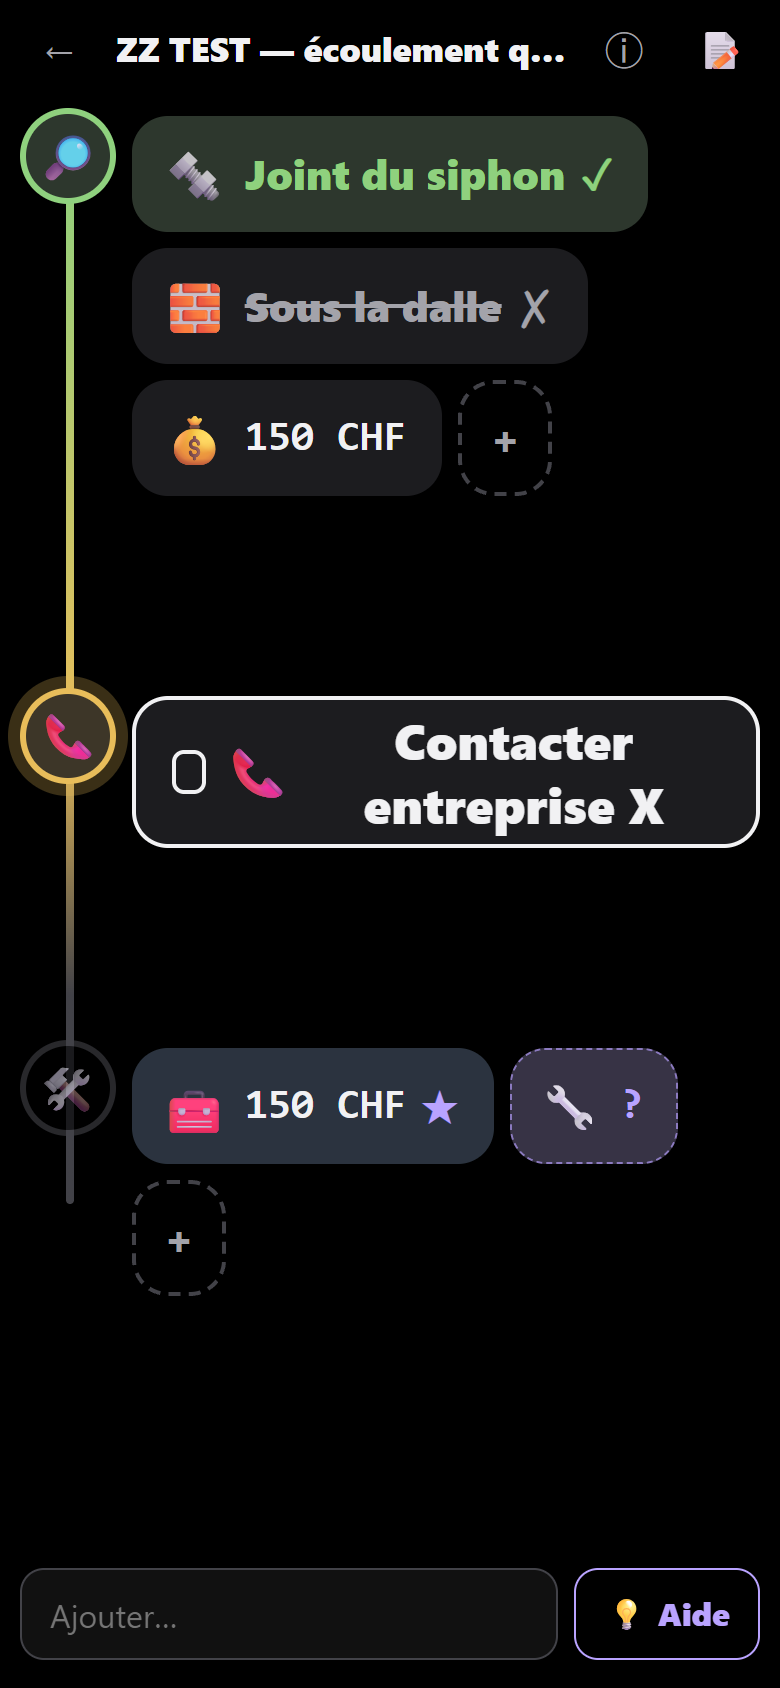 ← ZZ TEST — écoulement q... ⓘ
Joint du siphon ✓
Sous la dalle ✗
150 CHF +
Contacter
entreprise X
150 CHF ★ ?
+
Ajouter...
Aide